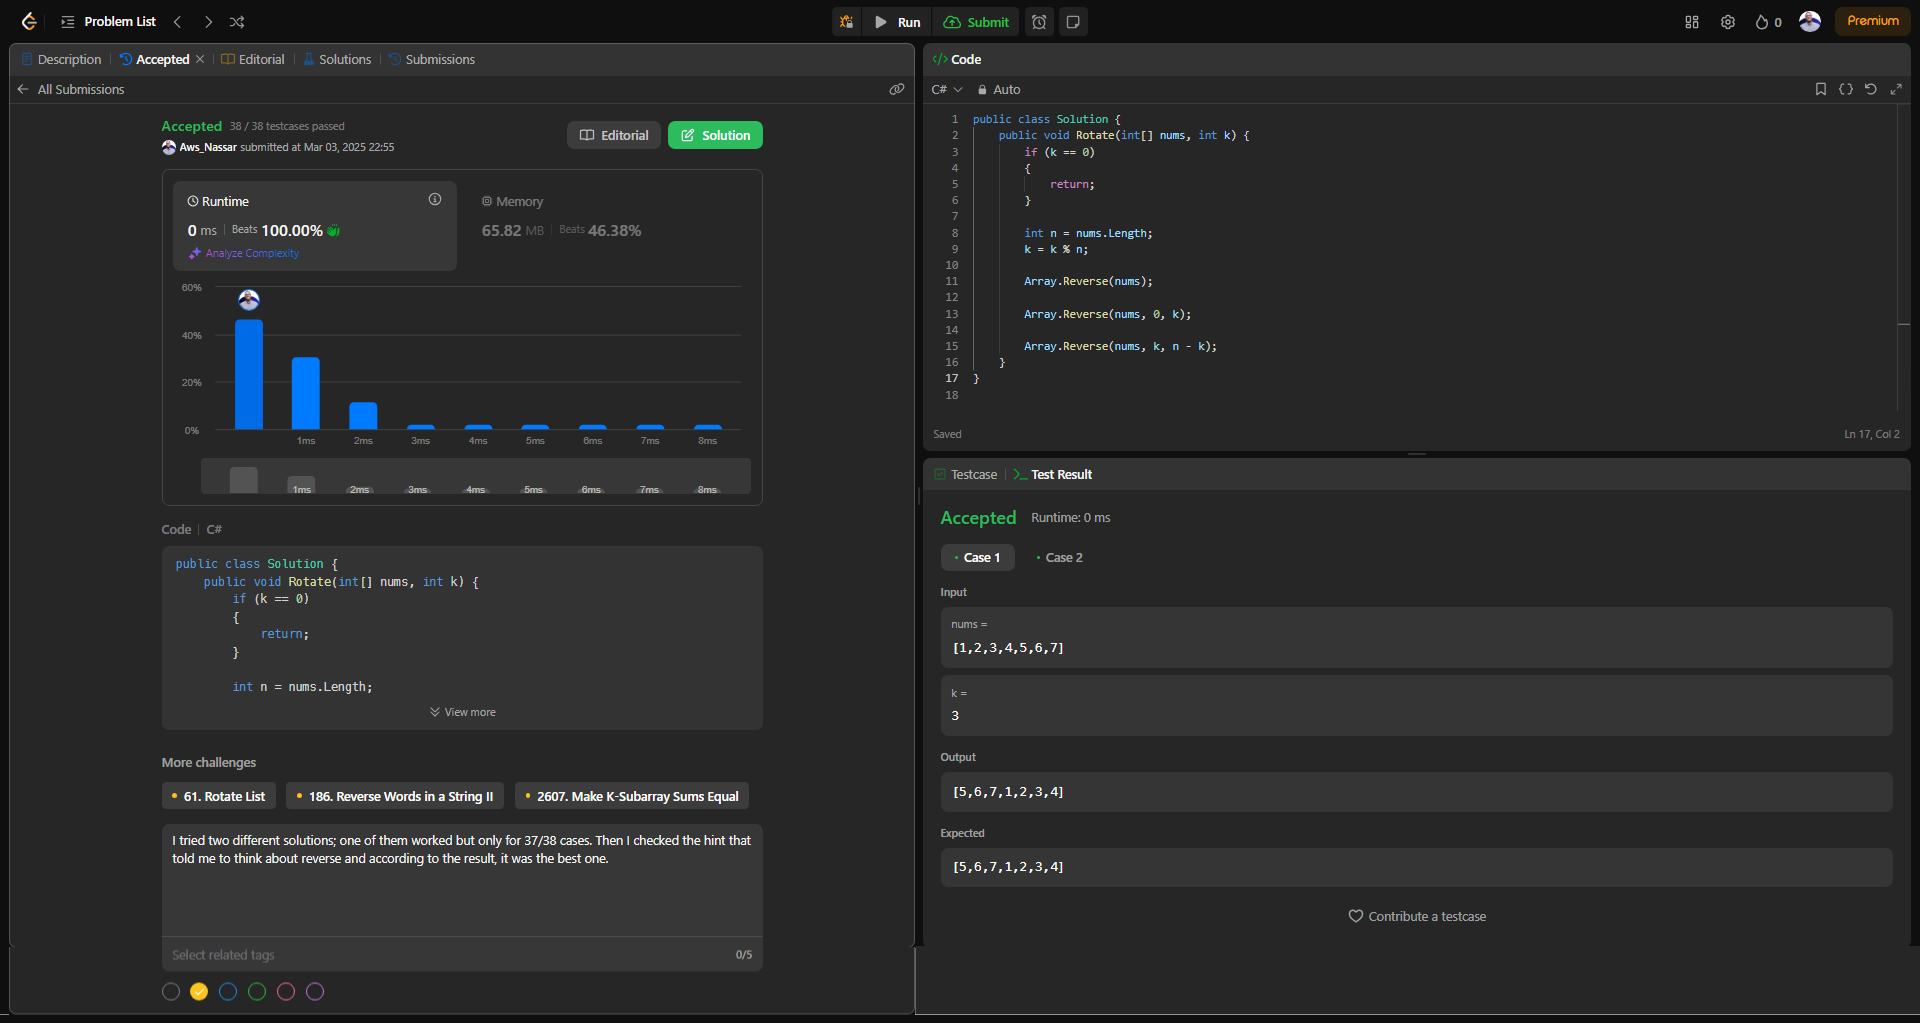 Problem List
Run
Submit
0
Premium
Description
Accepted
Editorial
Solutions
Submissions
All Submissions
Accepted 38 / 38 testcases passed
Aws_Nassar submitted at Mar 03, 2025 22:55
Editorial
Solution
Runtime
0 ms | Beats 100.00%
Analyze Complexity
Memory
65.82 MB | Beats 46.38%
60%
40%
20%
0%
1ms 2ms 3ms 4ms 5ms 6ms 7ms 8ms
1ms 2ms 3ms 4ms 5ms 6ms 7ms 8ms
Code | C#
public class Solution {
    public void Rotate(int[] nums, int k) {
        if (k == 0)
        {
            return;
        }
        int n = nums.Length;
View more
More challenges
61. Rotate List
186. Reverse Words in a String II
2607. Make K-Subarray Sums Equal
I tried two different solutions; one of them worked but only for 37/38 cases. Then I checked the hint that
told me to think about reverse and according to the result, it was the best one.
Select related tags
0/5
</> Code
C#
Auto
1 public class Solution {
2     public void Rotate(int[] nums, int k) {
3         if (k == 0)
4         {
5             return;
6         }
7
8         int n = nums.Length;
9         k = k % n;
10
11         Array.Reverse(nums);
12
13         Array.Reverse(nums, 0, k);
14
15         Array.Reverse(nums, k, n - k);
16     }
17 }
18
Saved
Ln 17, Col 2
Testcase
Test Result
Accepted
Runtime: 0 ms
Case 1
Case 2
Input
nums =
[1,2,3,4,5,6,7]
k =
3
Output
[5,6,7,1,2,3,4]
Expected
[5,6,7,1,2,3,4]
Contribute a testcase